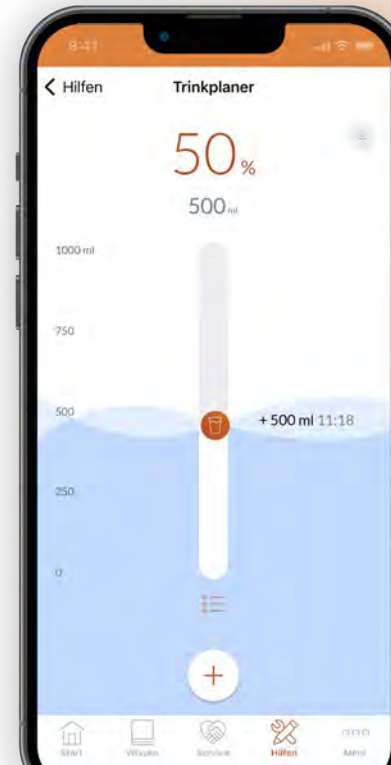 9:41
Hilfen
Trinkplaner
50 %
500 ml
1000 ml
750
500
+ 500 ml 11:18
250
0
Start
Wissen
Service
Hilfen
Mehr